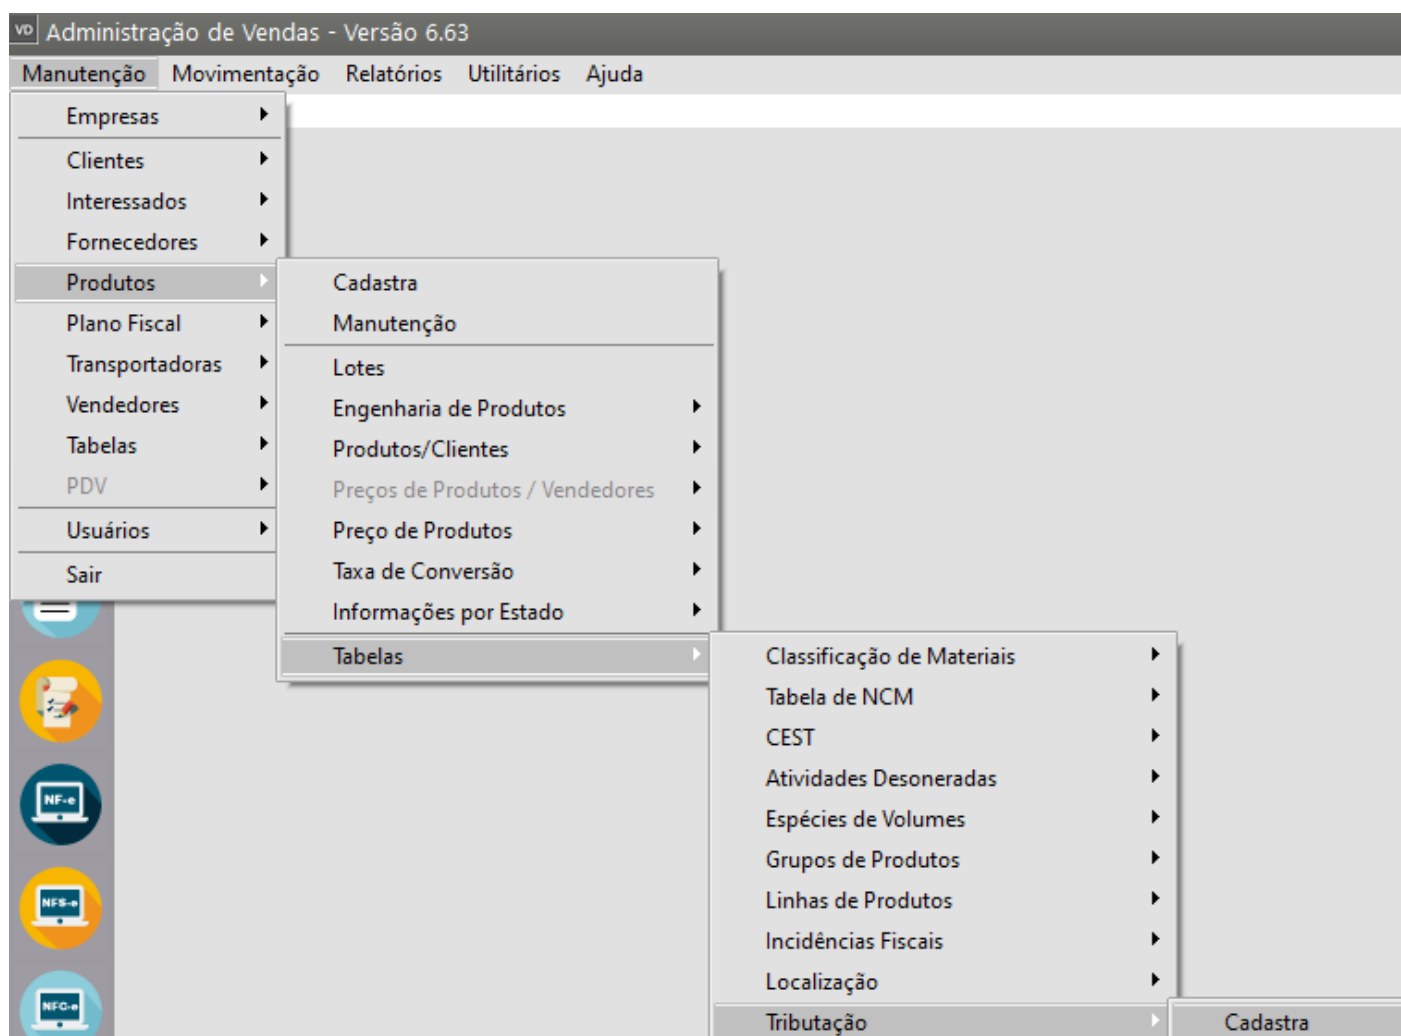 VD Administração de Vendas - Versão 6.63
Manutenção Movimentação Relatórios Utilitários Ajuda
Empresas
Clientes
Interessados
Fornecedores
Produtos
Plano Fiscal
Transportadoras
Vendedores
Tabelas
PDV
Usuários
Sair
Cadastra
Manutenção
Lotes
Engenharia de Produtos
Produtos/Clientes
Preços de Produtos / Vendedores
Preço de Produtos
Taxa de Conversão
Informações por Estado
Tabelas
Classificação de Materiais
Tabela de NCM
CEST
Atividades Desoneradas
Espécies de Volumes
Grupos de Produtos
Linhas de Produtos
Incidências Fiscais
Localização
Tributação
Cadastra
NF-e
NFS-e
NFC-e